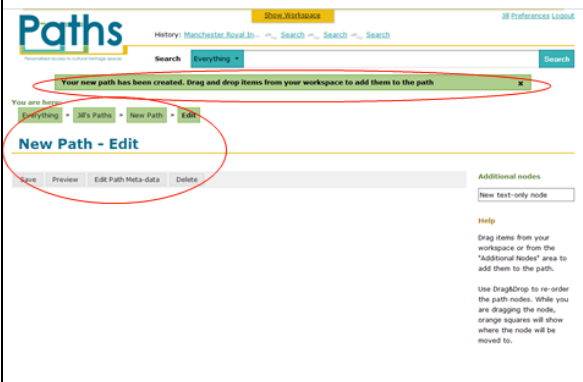 Show Workspace
Jill Preferences Logout
Paths
Personalised access to cultural heritage spaces
History: Manchester Royal In... Search Search Search
Search Everything Search
Your new path has been created. Drag and drop items from your workspace to add them to the path x
You are here:
Everything » Jill's Paths » New Path » Edit
New Path - Edit
Save Preview Edit Path Meta-data Delete
Additional nodes
New text-only node
Help
Drag items from your
workspace or from the
"Additional Nodes" area to
add them to the path.
Use Drag&Drop to re-order
the path nodes. While you
are dragging the node,
orange squares will show
where the node will be
moved to.